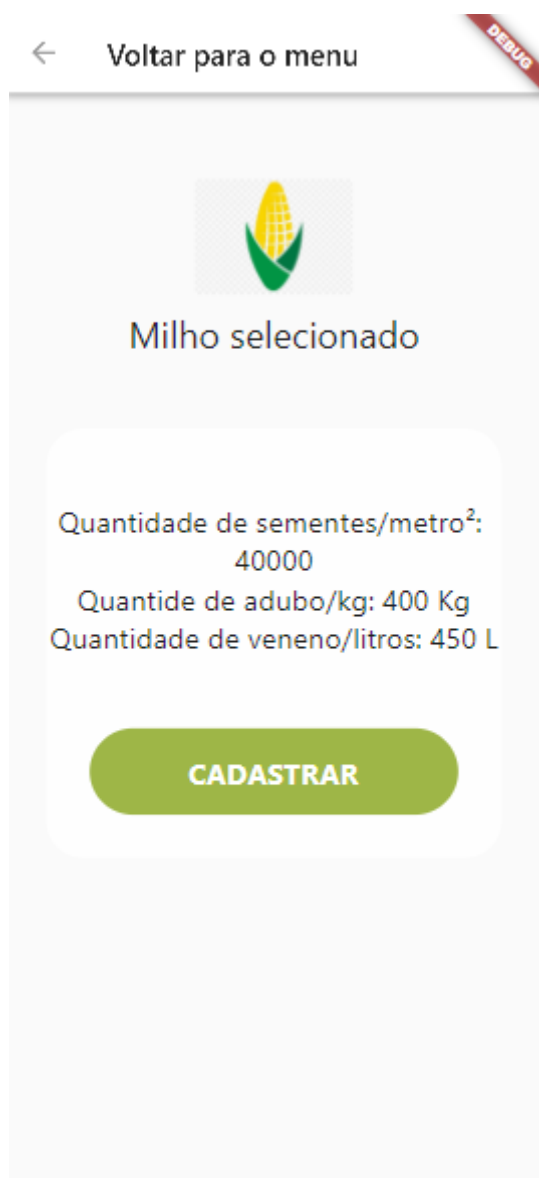 Voltar para o menu
DEBUG
Milho selecionado
Quantidade de sementes/metro²:
40000
Quantide de adubo/kg: 400 Kg
Quantidade de veneno/litros: 450 L
CADASTRAR